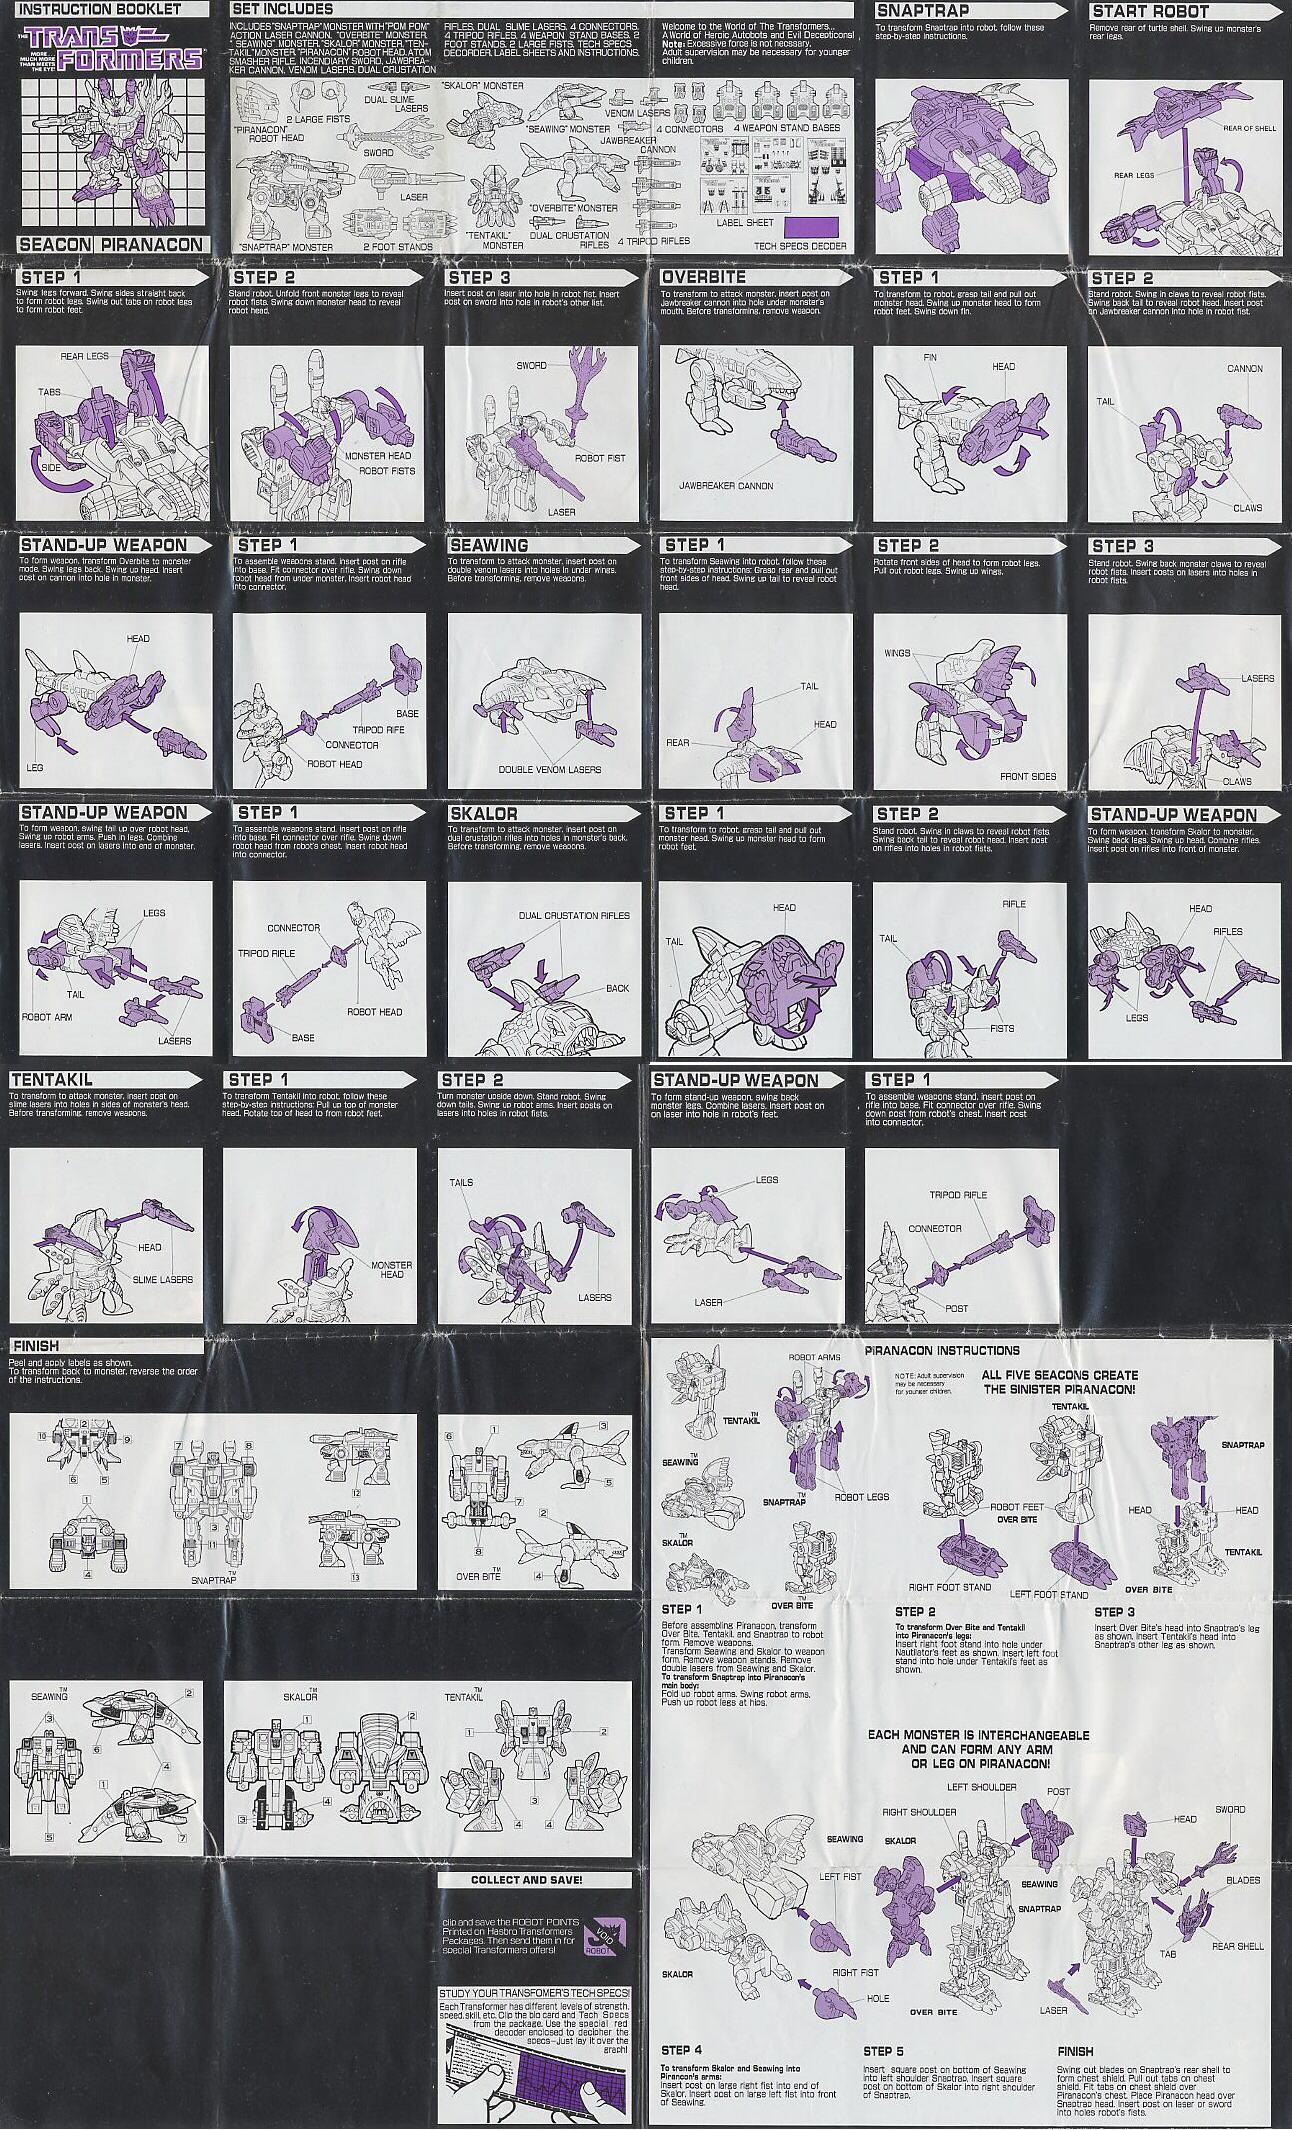 INSTRUCTION BOOKLET
THE TRANSFORMERS
MORE...
MUCH MORE
THAN MEETS
THE EYE!
SEACON PIRANACON
SET INCLUDES
INCLUDES "SNAPTRAP" MONSTER WITH "POM POM"
ACTION LASER CANNON, "OVERBITE" MONSTER,
"SEAWING" MONSTER, "SKALOR" MONSTER, "TEN-
TAKIL" MONSTER, "PIRANACON" ROBOT HEAD, ATOM
SMASHER RIFLE, INCENDIARY SWORD, JAWBREA-
KER CANNON, VENOM LASERS, DUAL CRUSTATION
RIFLES, DUAL SLIME LASERS, 4 CONNECTORS,
4 TRIPOD RIFLES, 4 WEAPON STAND BASES, 2
FOOT STANDS, 2 LARGE FISTS, TECH SPECS
DECORDER, LABEL SHEETS AND INSTRUCTIONS.
Welcome to the World of The Transformers...
A World of Heroic Autobots and Evil Decepticons!
Note: Excessive force is not necssary.
Adult supervision may be necessary for younger
children.
"PIRANACON"
ROBOT HEAD
2 LARGE FISTS
DUAL SLIME
LASERS
SWORD
LASER
"SNAPTRAP" MONSTER
2 FOOT STANDS
"SKALOR" MONSTER
"SEAWING" MONSTER
VENOM LASERS
JAWBREAKER
CANNON
"OVERBITE" MONSTER
"TENTAKIL"
MONSTER
DUAL CRUSTATION
RIFLES
4 TRIPOD RIFLES
4 CONNECTORS
4 WEAPON STAND BASES
LABEL SHEET
TECH SPECS DECDER
SNAPTRAP
To transform Snaptrap into robot, follow these
step-by-step instructions.
START ROBOT
Remove rear of turtle shell. Swing up monster's
rear legs.
REAR OF SHELL
REAR LEGS
STEP 1
Swing legs forward. Swing sides straight back
to form robot legs. Swing out tabs on robot legs
to form robot feet.
REAR LEGS
TABS
SIDE
STEP 2
Stand robot. Unfold front monster legs to reveal
robot fists. Swing down monster head to reveal
robot head.
MONSTER HEAD
ROBOT FISTS
STEP 3
Insert post on laser into hole in robot fist. Insert
post on sword into hole in robot's other fist.
SWORD
ROBOT FIST
LASER
OVERBITE
To transform to attack monster, insert post on
Jawbreaker cannon into hole under monster's
mouth. Before transforming, remove weapon.
JAWBREAKER CANNON
STEP 1
To transform to robot, grasp tail and pull out
monster head. Swing up monster head to form
robot feet. Swing down fin.
FIN
HEAD
STEP 2
Stand robot. Swing in claws to reveal robot fists.
Swing back tail to reveal robot head. Insert post
on Jawbreaker cannon into hole in robot fist.
CANNON
TAIL
CLAWS
STAND-UP WEAPON
To form weapon, transform Overbite to monster
mode. Swing legs back. Swing up head. Insert
post on cannon into hole in monster.
HEAD
LEG
STEP 1
To assemble weapons stand, insert post on rifle
into base. Fit connector over rifle. Swing down
robot head from under monster. Insert robot head
into connector.
BASE
TRIPOD RIFE
CONNECTOR
ROBOT HEAD
SEAWING
To transform to attack monster, insert post on
double venom lasers into holes in under wings.
Before transforming, remove weapons.
DOUBLE VENOM LASERS
STEP 1
To transform Seawing into robot, follow these
step-by-step instructions: Grasp rear and pull out
front sides of head. Swing up tail to reveal robot
head.
TAIL
HEAD
REAR
STEP 2
Rotate front sides of head to form robot legs.
Pull out robot legs. Swing up wings.
WINGS
FRONT SIDES
STEP 3
Stand robot. Swing back monster claws to reveal
robot fists. Insert posts on lasers into holes in
robot fists.
LASERS
CLAWS
STAND-UP WEAPON
To form weapon, swing tail up over robot head.
Swing up robot arms. Push in legs. Combine
lasers. Insert post on lasers into end of monster.
LEGS
TAIL
ROBOT ARM
LASERS
STEP 1
To assemble weapons stand, insert post on rifle
into base. Fit connector over rifle. Swing down
robot head from robot's chest. Insert robot head
into connector.
CONNECTOR
TRIPOD RIFLE
ROBOT HEAD
BASE
SKALOR
To transform to attack monster, insert post on
dual crustation rifles into holes in monster's back.
Before transforming, remove weapons.
DUAL CRUSTATION RIFLES
BACK
STEP 1
To transform to robot, grasp tail and pull out
monster head. Swing up monster head to form
robot feet.
HEAD
TAIL
STEP 2
Stand robot. Swing in claws to reveal robot fists.
Swing back tail to reveal robot head. Insert post
on rifles into holes in robot fists.
RIFLE
TAIL
FISTS
STAND-UP WEAPON
To form weapon, transform Skalor to monster.
Swing back legs. Swing up head. Combine rifles.
Insert post on rifles into front of monster.
HEAD
RIFLES
LEGS
TENTAKIL
To transform to attack monster, insert post on
slime lasers into holes in sides of monster's head.
Before transforming, remove weapons.
HEAD
SLIME LASERS
STEP 1
To transform Tentakil into robot, follow these
step-by-step instructions: Pull up top of monster
head. Rotate top of head to from robot feet.
MONSTER
HEAD
STEP 2
Turn monster upside down. Stand robot. Swing
down tails. Swing up robot arms. Insert posts on
lasers into holes in robot fists.
TAILS
LASERS
STAND-UP WEAPON
To form stand-up weapon, swing back
monster legs. Combine lasers. Insert post on
on laser into hole in robot's feet.
LEGS
LASER
STEP 1
To assemble weapons stand, insert post on
rifle into base. Fit connector over rifle. Swing
down post from robot's chest. Insert post
into connector.
TRIPOD RIFLE
CONNECTOR
POST
FINISH
Peel and apply labels as shown.
To transform back to monster, reverse the order
of the instructions.
SNAPTRAP™
OVER BITE™
SEAWING™
SKALOR™
TENTAKIL™
COLLECT AND SAVE!
clip and save the ROBOT POINTS
Printed on Hasbro Transformers
Packages. Then send them in for
special Transformers offers!
VOID
ROBOT
STUDY YOUR TRANSFOMER'S TECH SPECS!
Each Transformer has different levels of strength,
speed, skill, etc. Clip the bio card and Tech Specs
from the package. Use the special red
decoder enclosed to decipher the
specs—Just lay it over the
graph!
PIRANACON INSTRUCTIONS
NOTE: Adult supervision
may be necessary
for younger children.
ALL FIVE SEACONS CREATE
THE SINISTER PIRANACON!
ROBOT ARMS
TENTAKIL™
SEAWING™
SNAPTRAP™
ROBOT LEGS
SKALOR™
OVER BITE™
TENTAKIL
ROBOT FEET
OVER BITE
RIGHT FOOT STAND
LEFT FOOT STAND
SNAPTRAP
HEAD
HEAD
TENTAKIL
OVER BITE
STEP 1
Before assembling Piranacon, transform
Over Bite, Tentakil, and Snaptrap to robot
form. Remove weapons.
Transform Seawing and Skalor to weapon
form. Remove weapon stands. Remove
double lasers from Seawing and Skalor.
To transform Snaptrap into Piranacon's
main body:
Fold up robot arms. Swing robot arms.
Push up robot legs at hips.
STEP 2
To transform Over Bite and Tentakil
into Piranacon's legs:
Insert right foot stand into hole under
Nautilator's feet as shown. Insert left foot
stand into hole under Tentakil's feet as
shown.
STEP 3
Insert Over Bite's head into Snaptrap's leg
as shown. Insert Tentakil's head into
Snaptrap's other leg as shown.
EACH MONSTER IS INTERCHANGEABLE
AND CAN FORM ANY ARM
OR LEG ON PIRANACON!
LEFT SHOULDER
POST
RIGHT SHOULDER
SEAWING
SKALOR
LEFT FIST
SEAWING
SNAPTRAP
RIGHT FIST
HOLE
SKALOR
OVER BITE
HEAD
SWORD
BLADES
REAR SHELL
TAB
LASER
STEP 4
To transform Skalor and Seawing into
Pirancon's arms:
Insert post on large right fist into end of
Skalor. Insert post on large left fist into front
of Seawing.
STEP 5
Insert square post on bottom of Seawing
into left shoulder Snaptrap. Insert square
post on bottom of Skalor into right shoulder
of Snaptrap.
FINISH
Swing out blades on Snaptrap's rear shell to
form chest shield. Pull out tabs on chest
shield. Fit tabs on chest shield over
Piranacon's chest. Place Piranacon head over
Snaptrap head. Insert post on laser or sword
into holes robot's fists.